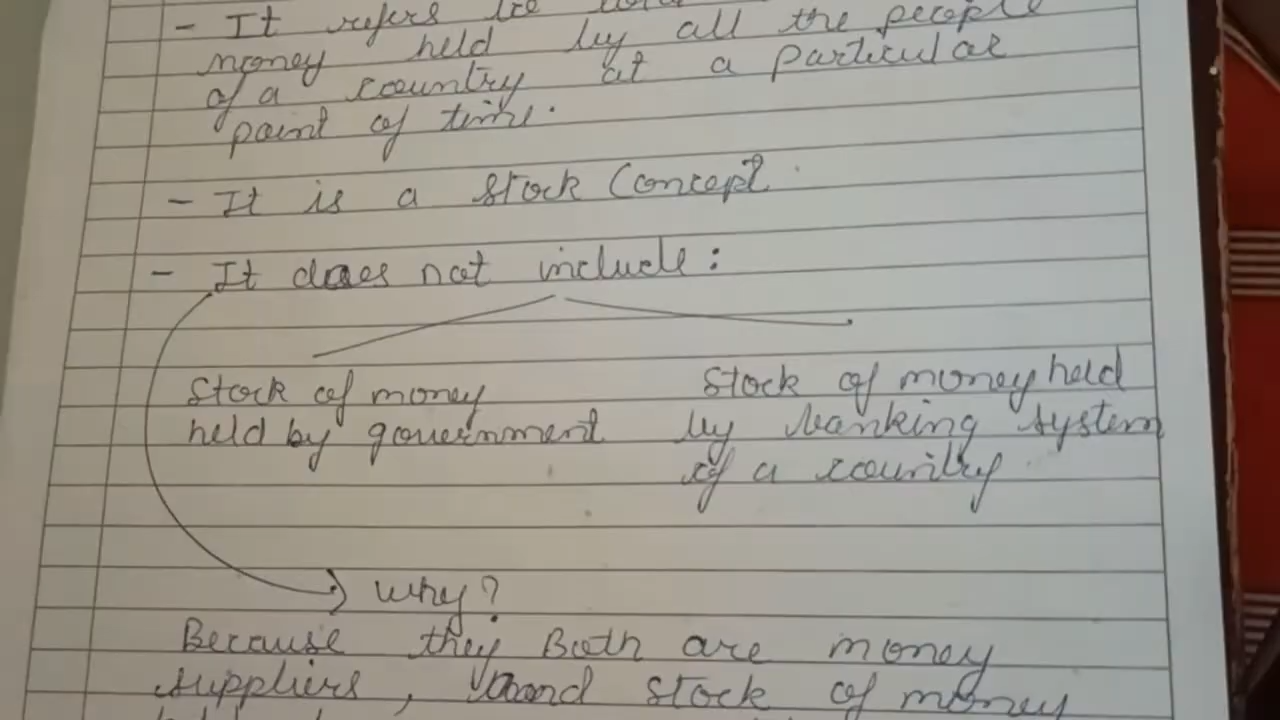 - It refers to
money held by all the people
of a country at a particular
point of time.
- It is a Stock Concept.
- It does not include:
Stock of money held by government
Stock of money held by banking system of a country
Why?
Because they Both are money
suppliers, and stock of money